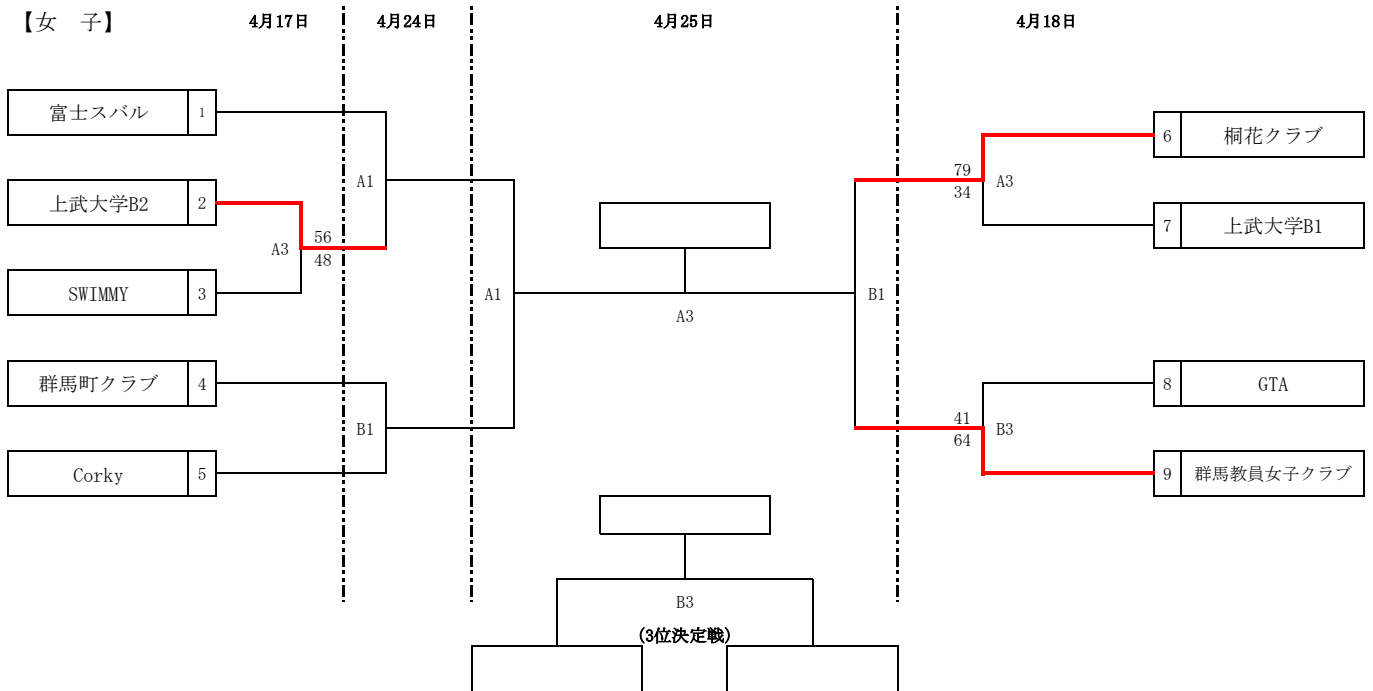 【女　子】
4月17日
4月24日
4月25日
4月18日
富士スバル 1
上武大学B2 2
SWIMMY 3
群馬町クラブ 4
Corky 5
A3
56
48
A1
B1
A1
A3
B1
79
34
A3
41
64
B3
6 桐花クラブ
7 上武大学B1
8 GTA
9 群馬教員女子クラブ
B3
(3位決定戦)